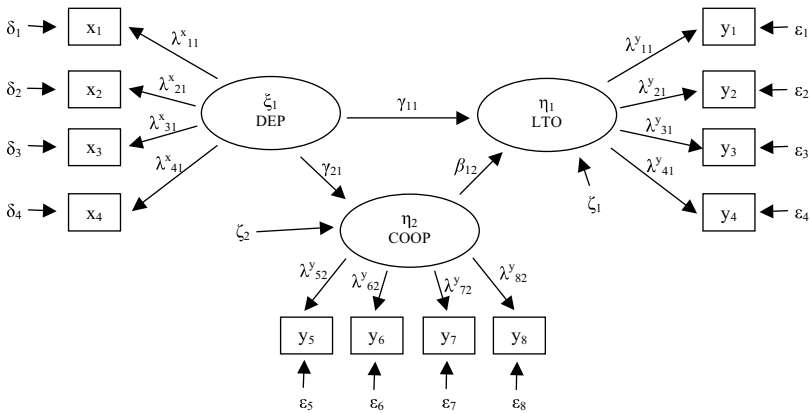 δ1 x1 λx11 λy11 y1 ε1
δ2 x2 λx21 ξ1 DEP γ11 η1 LTO λy21 y2 ε2
δ3 x3 λx31 λy31 y3 ε3
δ4 x4 λx41 γ21 β12 λy41 y4 ε4
ζ2 η2 COOP ζ1
λy52 λy62 λy72 λy82
y5 y6 y7 y8
ε5 ε6 ε7 ε8